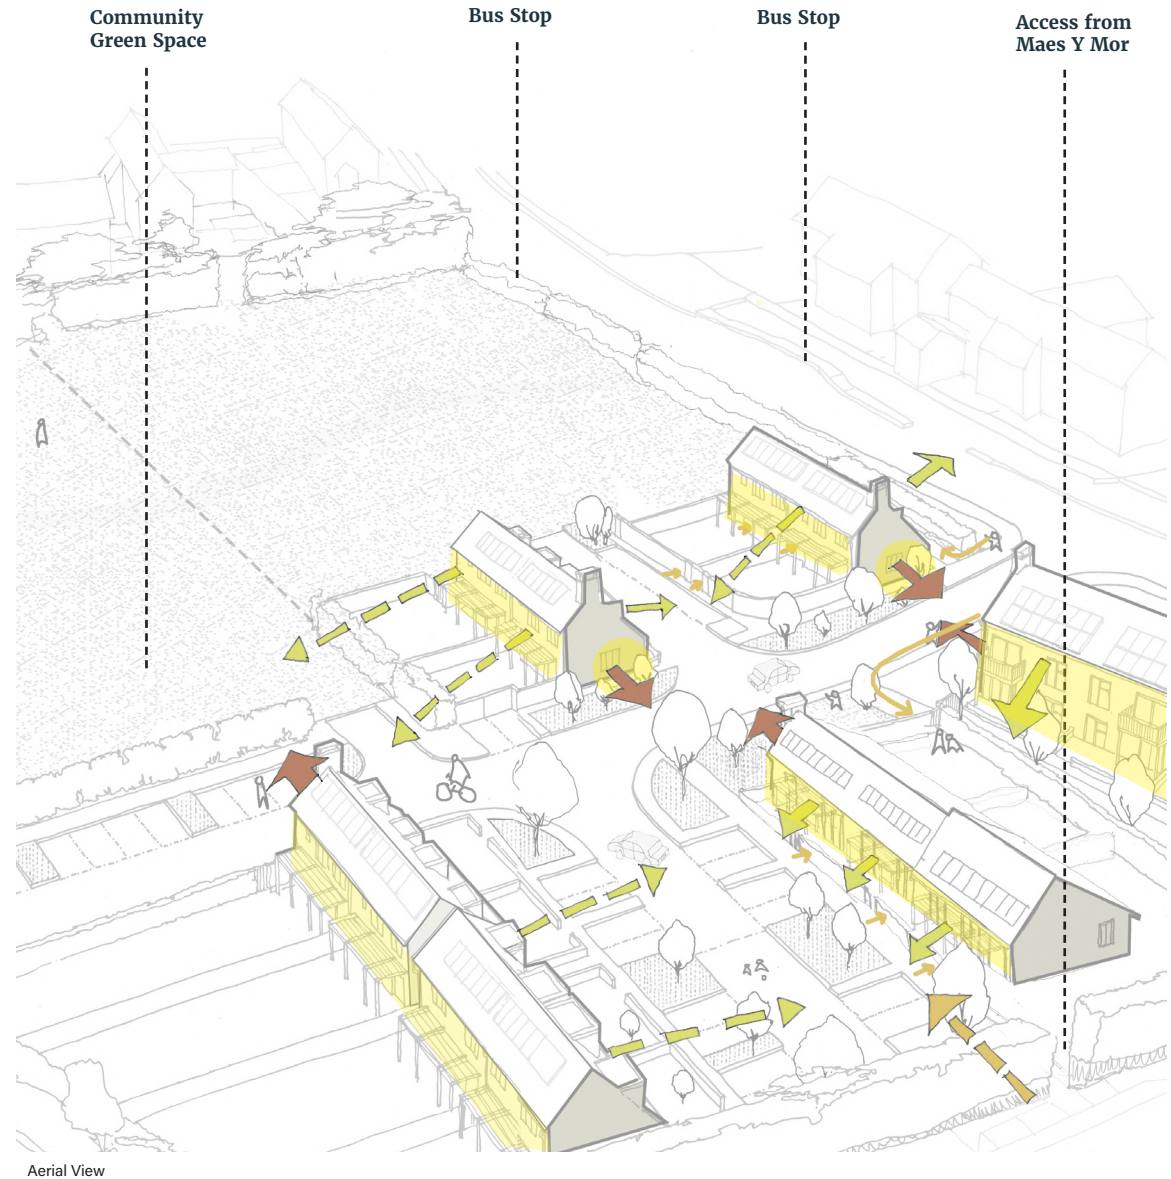 Community
Green Space
Bus Stop
Bus Stop
Access from
Maes Y Mor
Aerial View